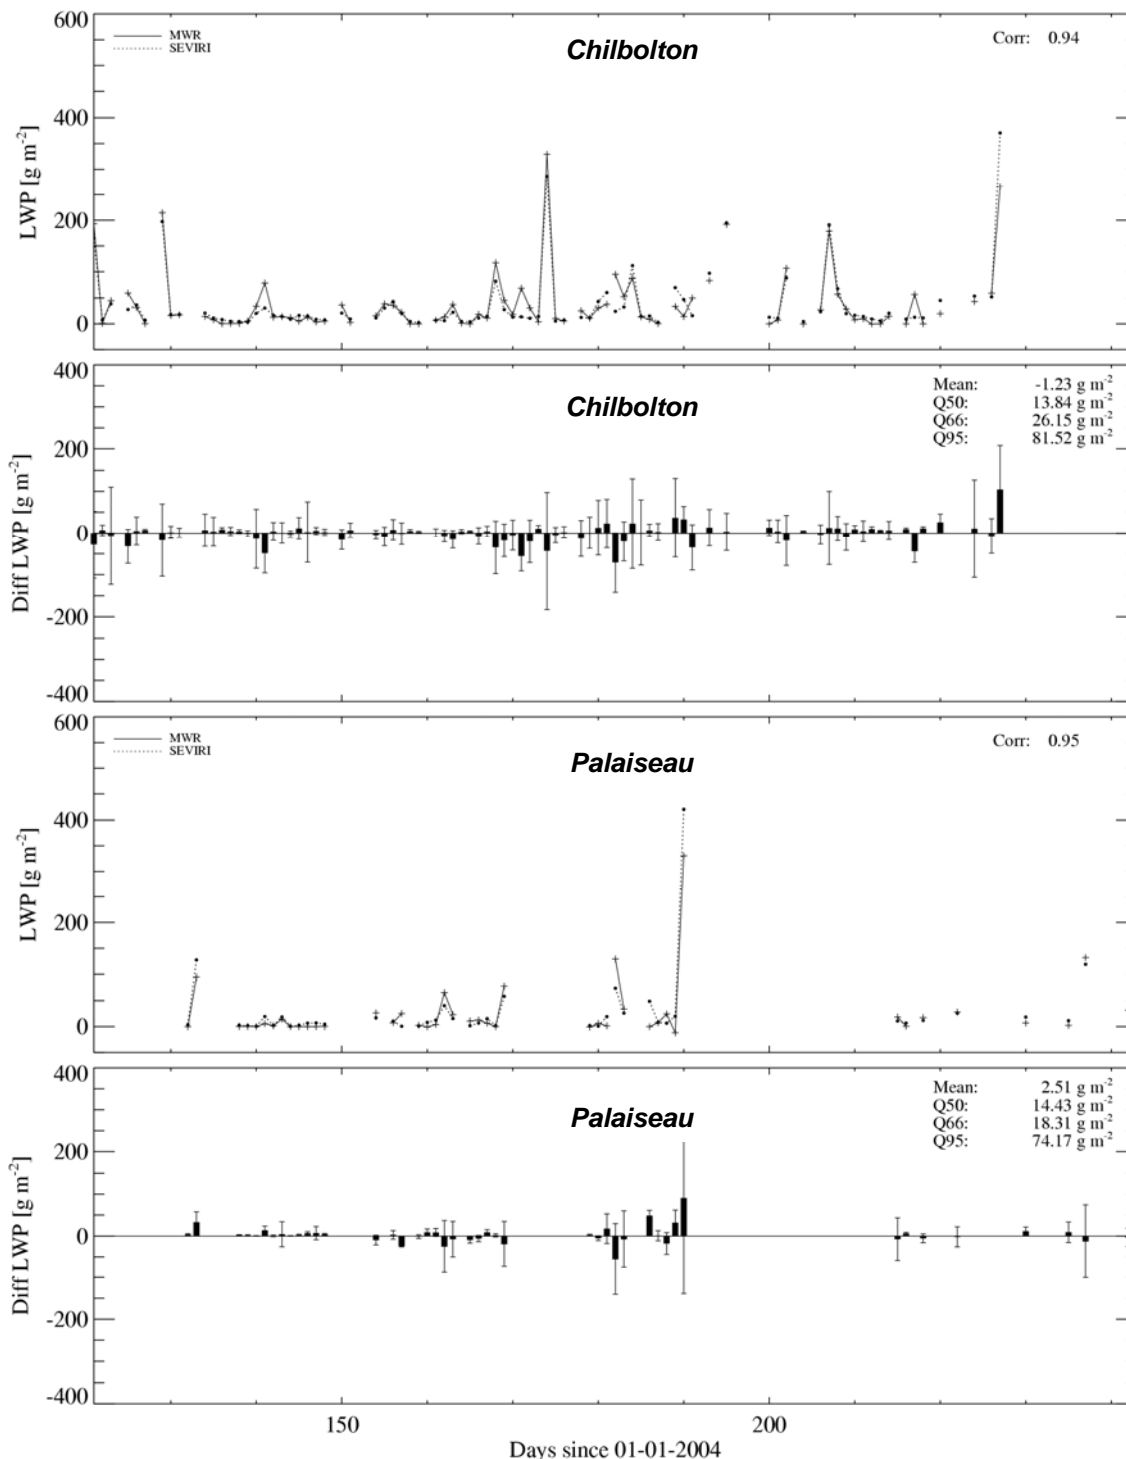 600
400
200
0
LWP [g m-2]
MWR
SEVIRI
Chilbolton
Corr: 0.94
400
200
0
-200
-400
Diff LWP [g m-2]
Chilbolton
Mean: -1.23 g m-2
Q50: 13.84 g m-2
Q66: 26.15 g m-2
Q95: 81.52 g m-2
600
400
200
0
LWP [g m-2]
MWR
SEVIRI
Palaiseau
Corr: 0.95
400
200
0
-200
-400
Diff LWP [g m-2]
Palaiseau
Mean: 2.51 g m-2
Q50: 14.43 g m-2
Q66: 18.31 g m-2
Q95: 74.17 g m-2
150
200
Days since 01-01-2004